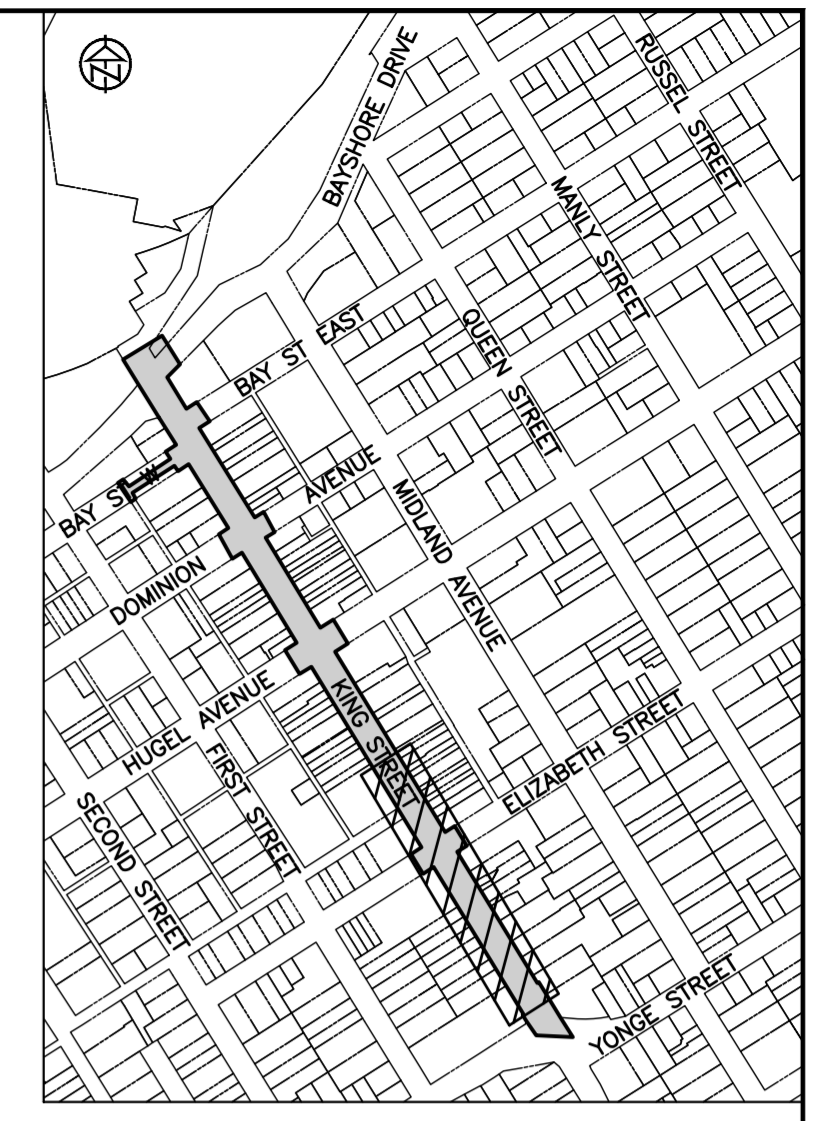 N
BAYSHORE DRIVE
RUSSEL STREET
MANLY STREET
BAY ST EAST
QUEEN STREET
AVENUE
BAY ST W
MIDLAND AVENUE
DOMINION
HUGEL AVENUE
KING STREET
ELIZABETH STREET
FIRST STREET
SECOND STREET
YONGE STREET